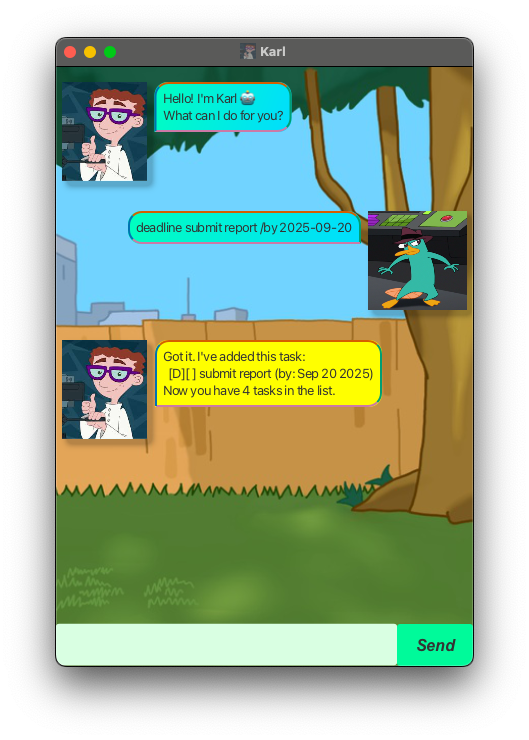 Karl
Hello! I'm Karl 🤖
What can I do for you?
deadline submit report /by 2025-09-20
Got it. I've added this task:
[D][ ] submit report (by: Sep 20 2025)
Now you have 4 tasks in the list.
Send